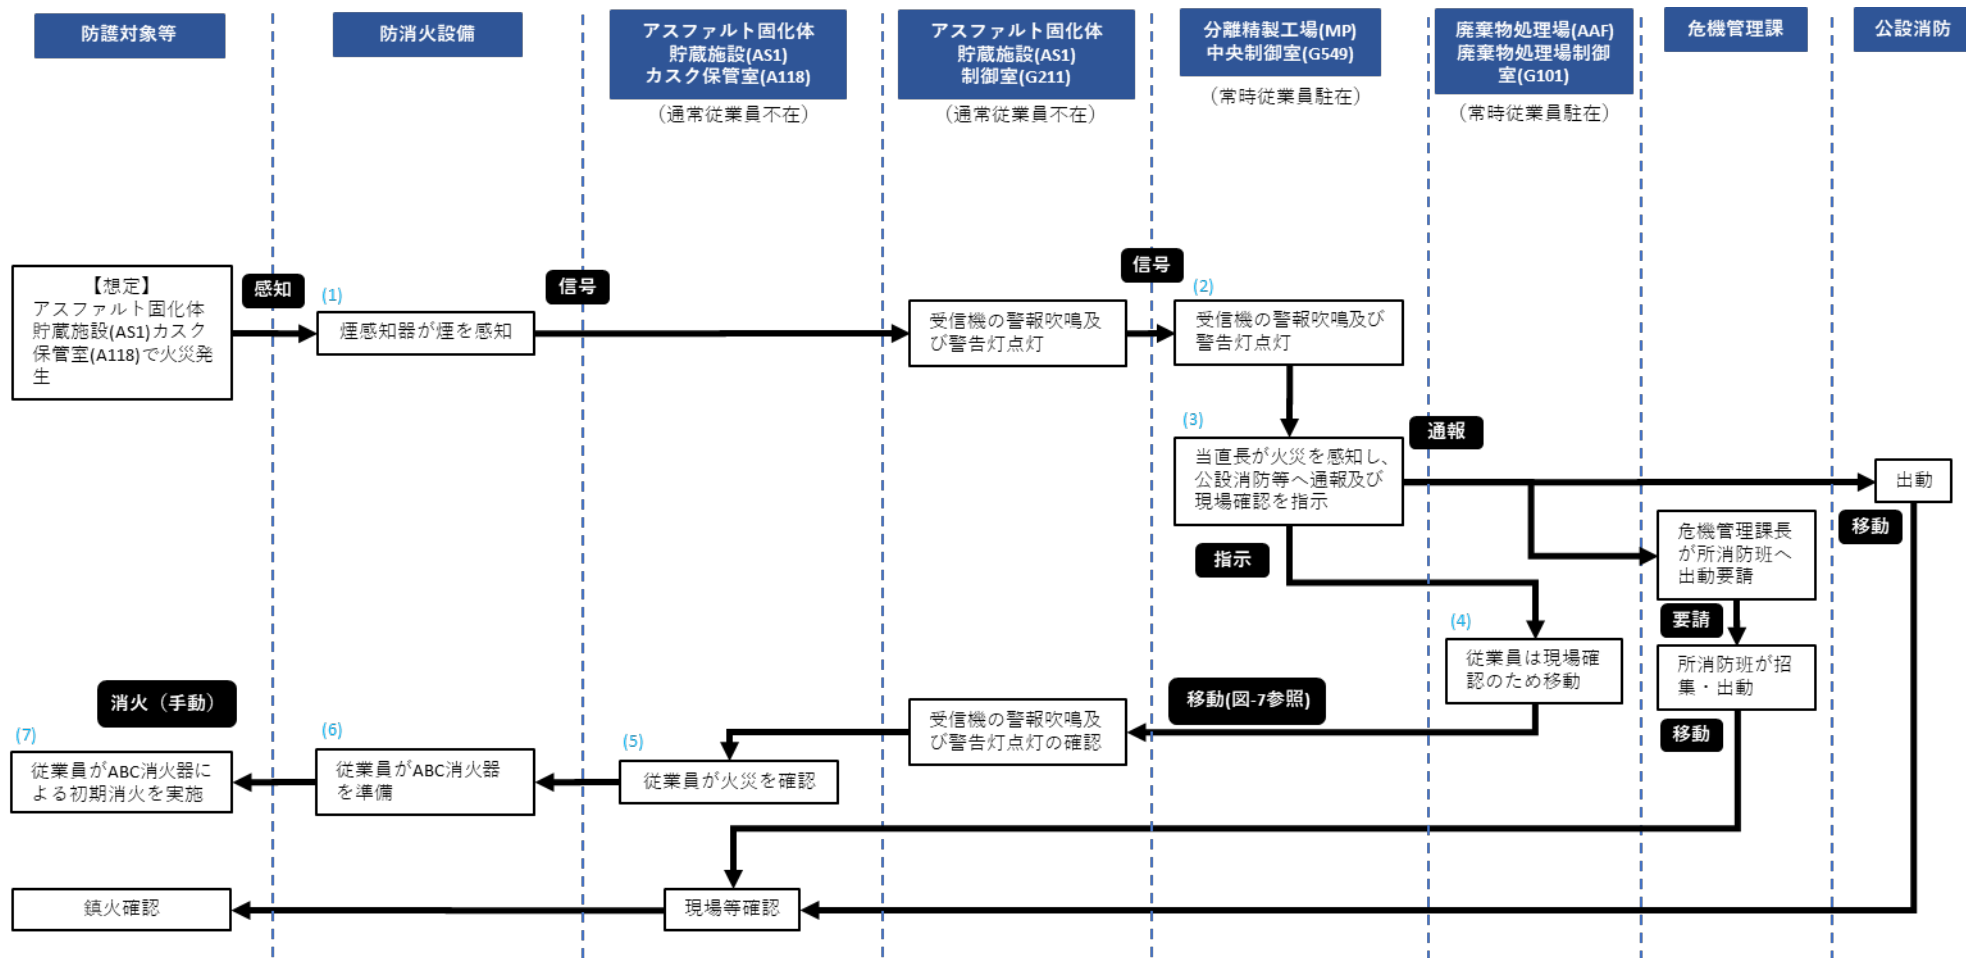 防護対象等
防消火設備
アスファルト固化体
貯蔵施設(AS1)
カスク保管室(A118)
（通常従業員不在）
アスファルト固化体
貯蔵施設(AS1)
制御室(G211)
（通常従業員不在）
分離精製工場(MP)
中央制御室(G549)
（常時従業員駐在）
廃棄物処理場(AAF)
廃棄物処理場制御
室(G101)
（常時従業員駐在）
危機管理課
公設消防
【想定】
アスファルト固化体
貯蔵施設(AS1)カスク
保管室(A118)で火災発
生
感知
(1)
煙感知器が煙を感知
信号
受信機の警報吹鳴及
び警告灯点灯
信号
(2)
受信機の警報吹鳴及び
警告灯点灯
(3)
当直長が火災を感知し、
公設消防等へ通報及び
現場確認を指示
通報
出動
移動
危機管理課長
が所消防班へ
出動要請
指示
要請
(4)
従業員は現場確
認のため移動
所消防班が招
集・出動
移動
移動(図-7参照)
受信機の警報吹鳴及
び警告灯点灯の確認
(5)
従業員が火災を確認
(6)
従業員がABC消火器
を準備
消火（手動）
(7)
従業員がABC消火器に
よる初期消火を実施
現場等確認
鎮火確認